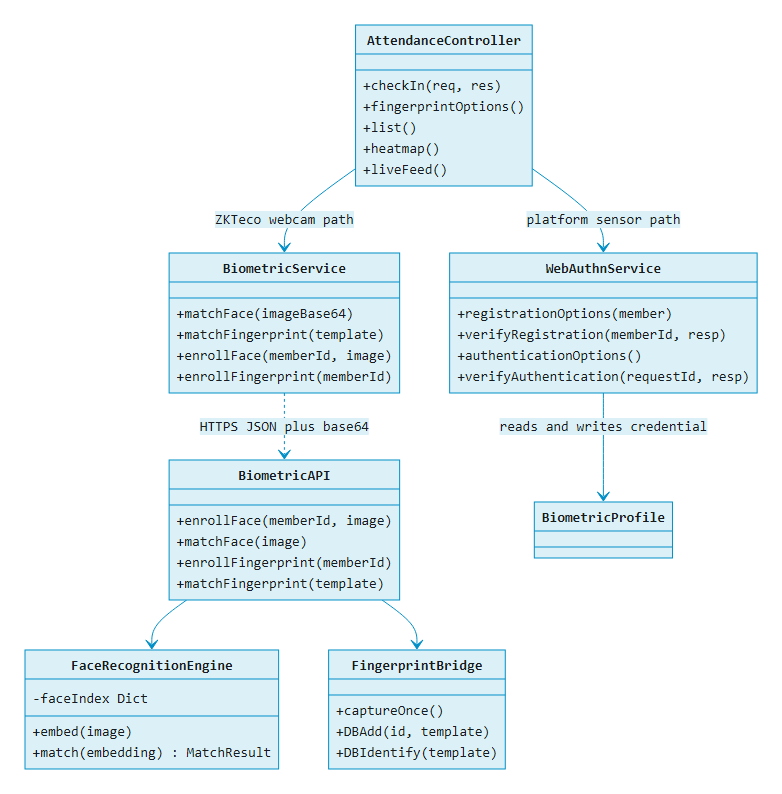 AttendanceController
+checkIn(req, res)
+fingerprintOptions()
+list()
+heatmap()
+liveFeed()
ZKTeco webcam path
platform sensor path
BiometricService
+matchFace(imageBase64)
+matchFingerprint(template)
+enrollFace(memberId, image)
+enrollFingerprint(memberId)
WebAuthnService
+registrationOptions(member)
+verifyRegistration(memberId, resp)
+authenticationOptions()
+verifyAuthentication(requestId, resp)
HTTPS JSON plus base64
reads and writes credential
BiometricAPI
+enrollFace(memberId, image)
+matchFace(image)
+enrollFingerprint(memberId)
+matchFingerprint(template)
BiometricProfile
FaceRecognitionEngine
-faceIndex Dict
+embed(image)
+match(embedding) : MatchResult
FingerprintBridge
+captureOnce()
+DBAdd(id, template)
+DBIdentify(template)